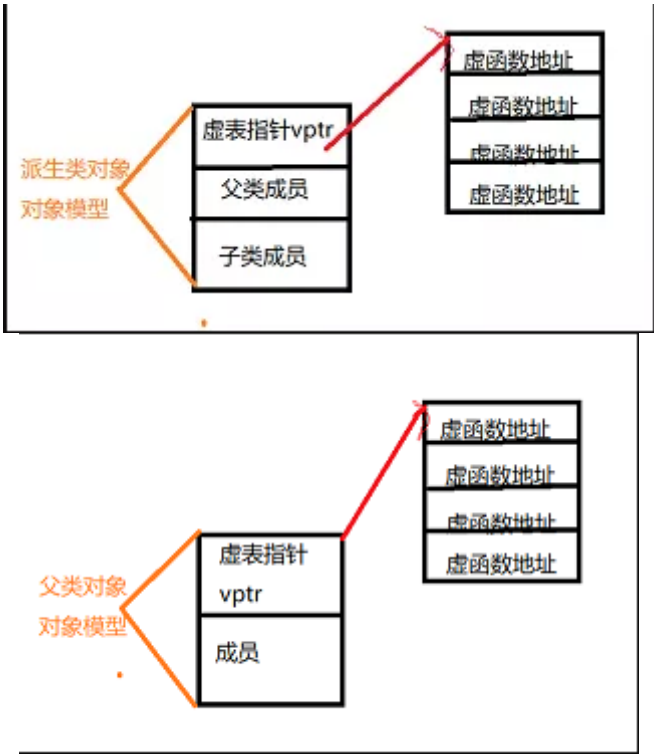 虚函数地址
虚函数地址
虚函数地址
虚函数地址
虚表指针vptr
父类成员
子类成员
派生类对象
对象模型
虚函数地址
虚函数地址
虚函数地址
虚函数地址
虚表指针
vptr
成员
父类对象
对象模型